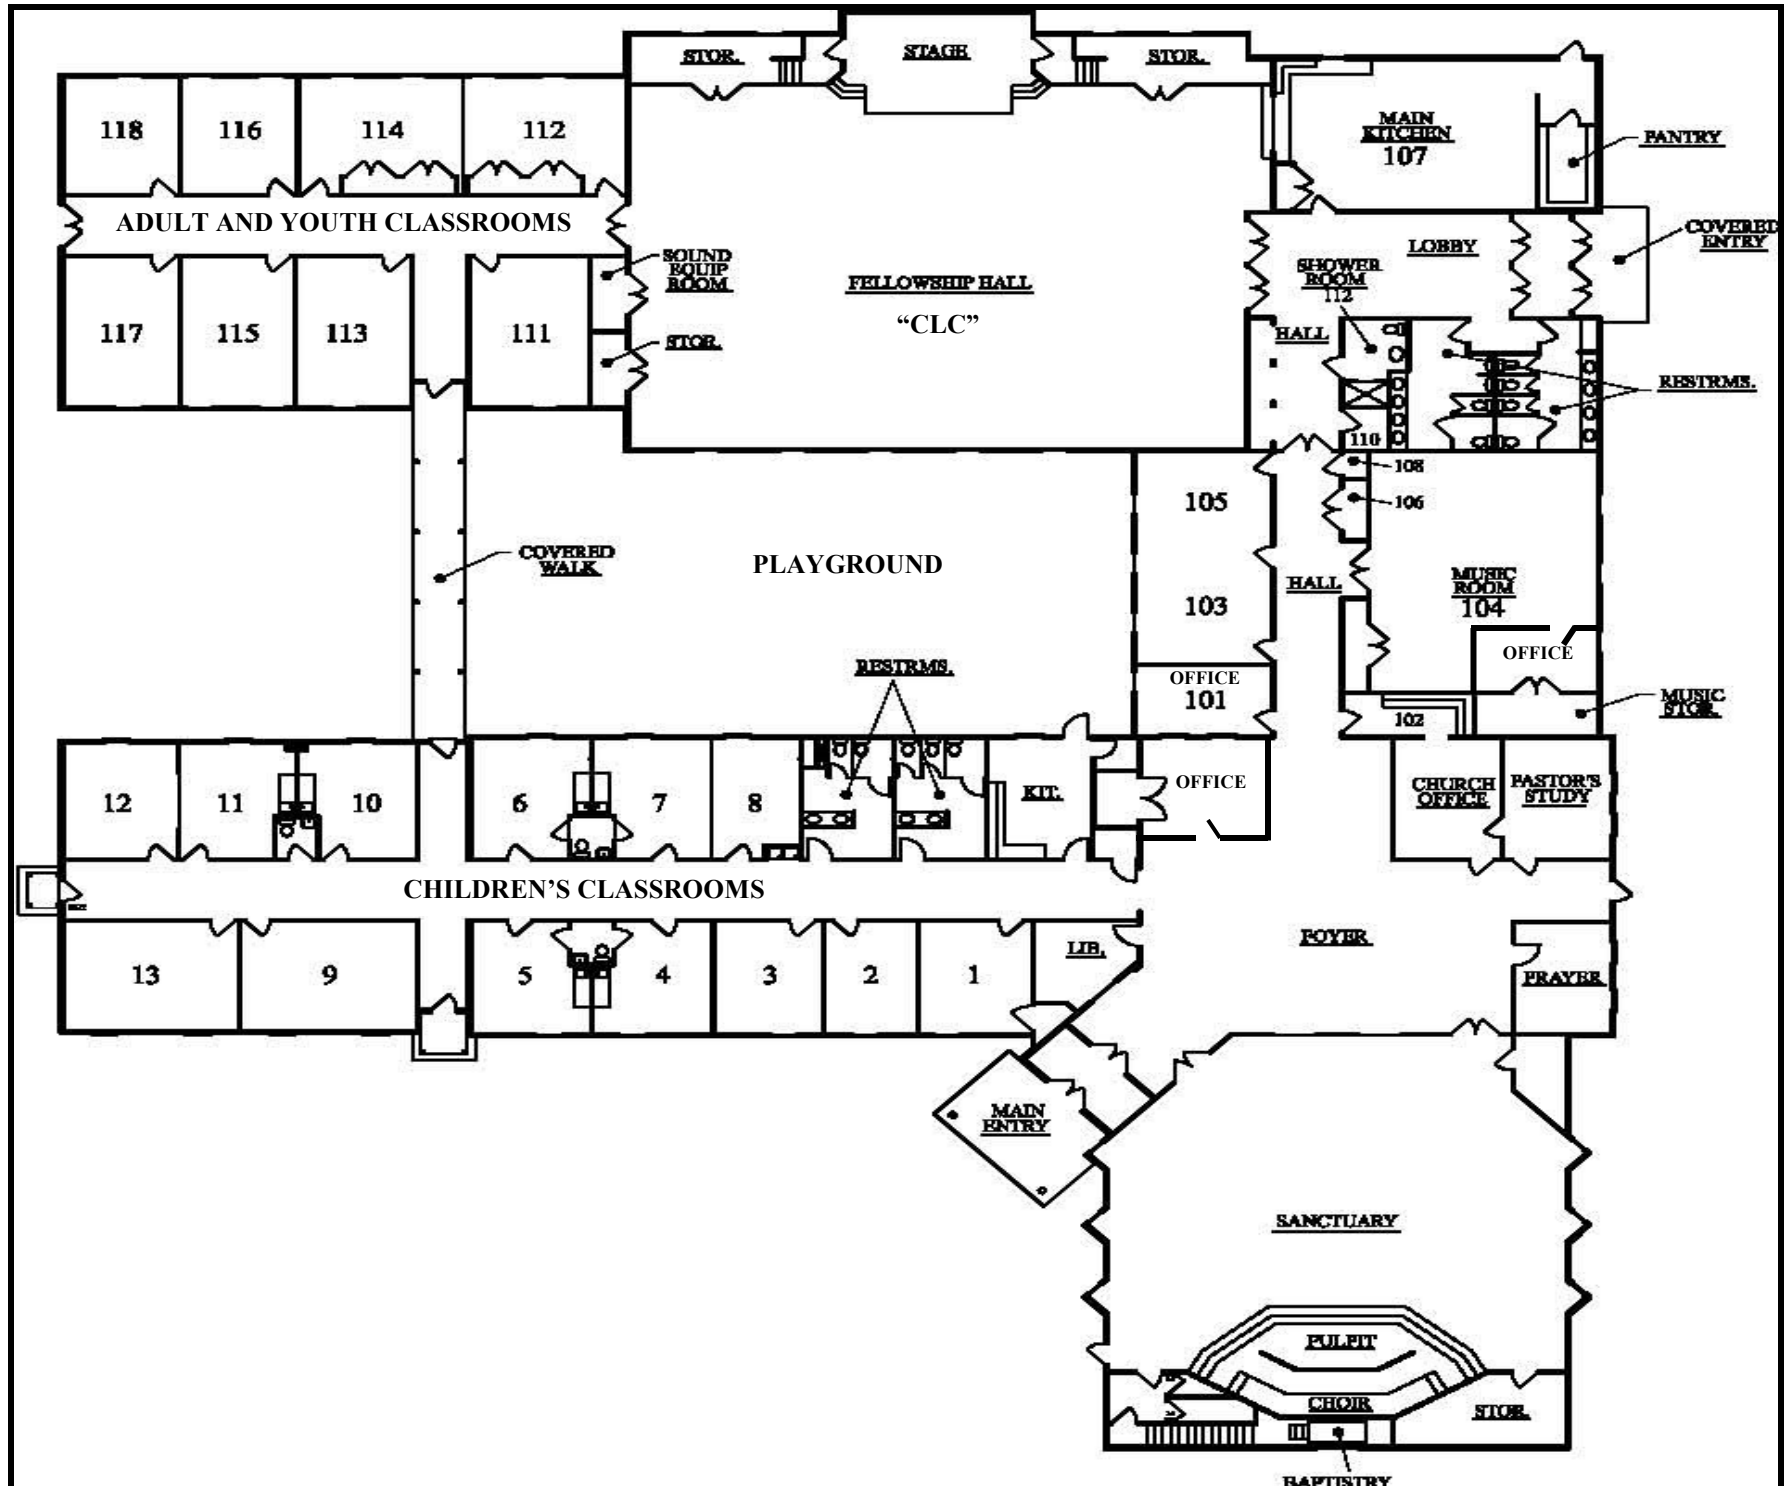 STOR.
STAGE
STOR.
118
116
114
112
MAIN
KITCHEN
107
PANTRY
ADULT AND YOUTH CLASSROOMS
COVERED
ENTRY
LOBBY
SOUND
EQUIP
ROOM
FELLOWSHIP HALL
"CLC"
SHOWER
ROOM
112
HALL
117
115
113
111
STOR.
RESTRMS.
110
108
106
105
COVERED
WALK
PLAYGROUND
HALL
MUSIC
ROOM
104
103
OFFICE
RESTRMS.
OFFICE
101
102
MUSIC
STOR.
12
11
10
6
7
8
KIT.
OFFICE
CHURCH
OFFICE
PASTOR'S
STUDY
CHILDREN'S CLASSROOMS
FOYER
LIB.
13
9
5
4
3
2
1
PRAYER
MAIN
ENTRY
SANCTUARY
PULPIT
CHOIR
STOR.
BAPTISTRY